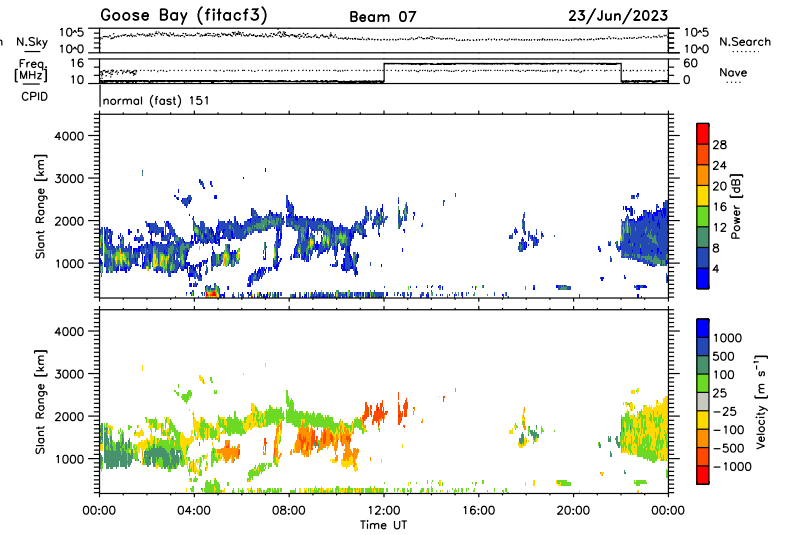 Goose Bay (fitacf3) Beam 07 23/Jun/2023
n N.Sky 10^5 10^0 10^5 10^0 N.Search
Freq. [MHz] 16 10 60 0 Nave
CPID normal (fast) 151
Slant Range [km] 4000 3000 2000 1000
28 24 20 16 12 8 4 Power [dB]
Slant Range [km] 4000 3000 2000 1000
1000 500 100 25 −25 −100 −500 −1000 Velocity [m s⁻¹]
00:00 04:00 08:00 12:00 16:00 20:00 00:00
Time UT